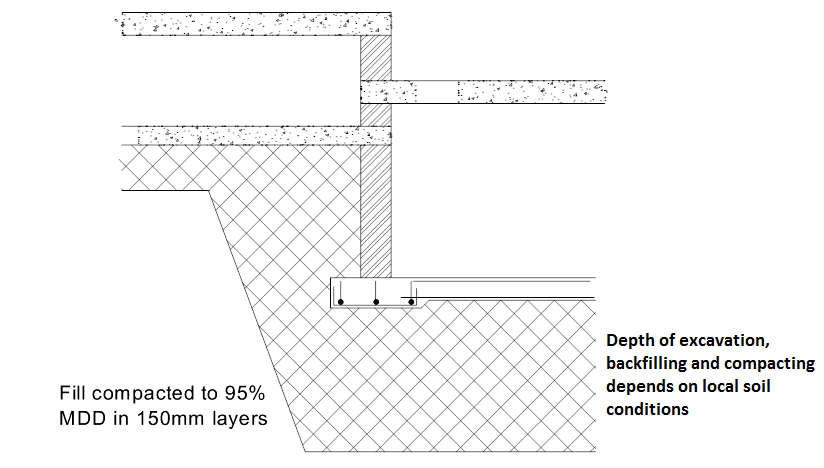 Depth of excavation,
backfilling and compacting
depends on local soil
conditions
Fill compacted to 95%
MDD in 150mm layers